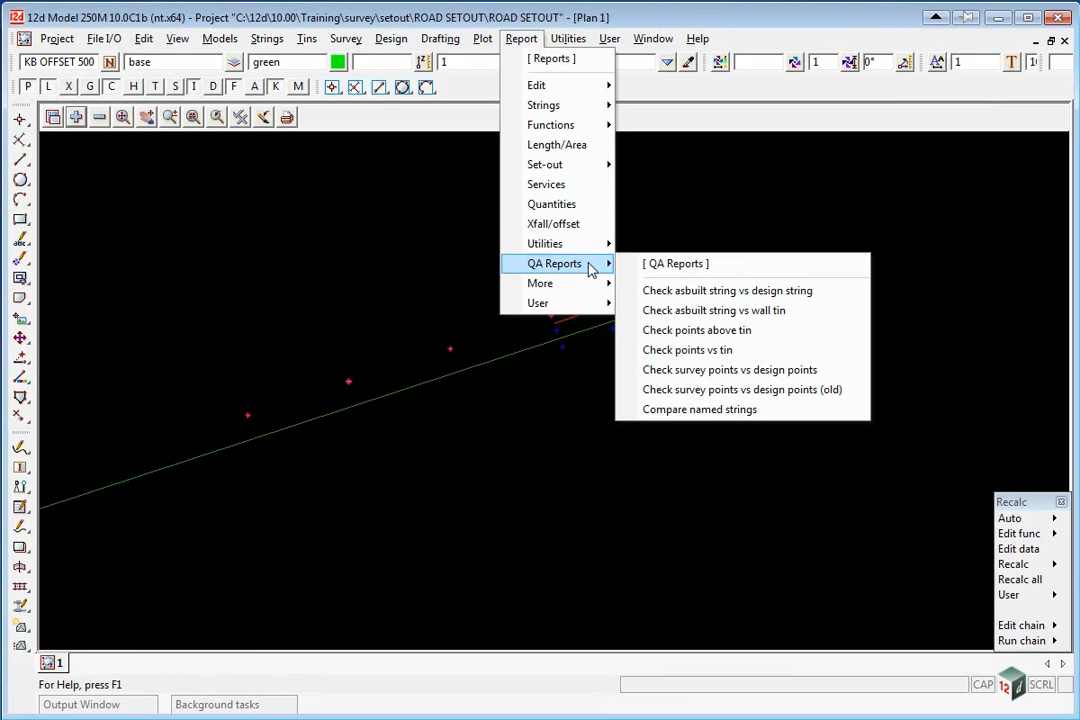 12d Model 250M 10.0C1b (nt.x64) - Project "C:\12d\10.00\Training\survey\setout\ROAD SETOUT\ROAD SETOUT" - [Plan 1]
Project File I/O Edit View Models Strings Tins Survey Design Drafting Plot Report Utilities User Window Help
KB OFFSET 500 N base green 1 1 0° 1 T
P L X G C H T S I D F A K M
[ Reports ]
Edit
Strings
Functions
Length/Area
Set-out
Services
Quantities
Xfall/offset
Utilities
QA Reports
More
User
[ QA Reports ]
Check asbuilt string vs design string
Check asbuilt string vs wall tin
Check points above tin
Check points vs tin
Check survey points vs design points
Check survey points vs design points (old)
Compare named strings
abc
Recalc
Auto
Edit func
Edit data
Recalc
Recalc all
User
Edit chain
Run chain
1
For Help, press F1
CAP 12d SCRL
Output Window Background tasks